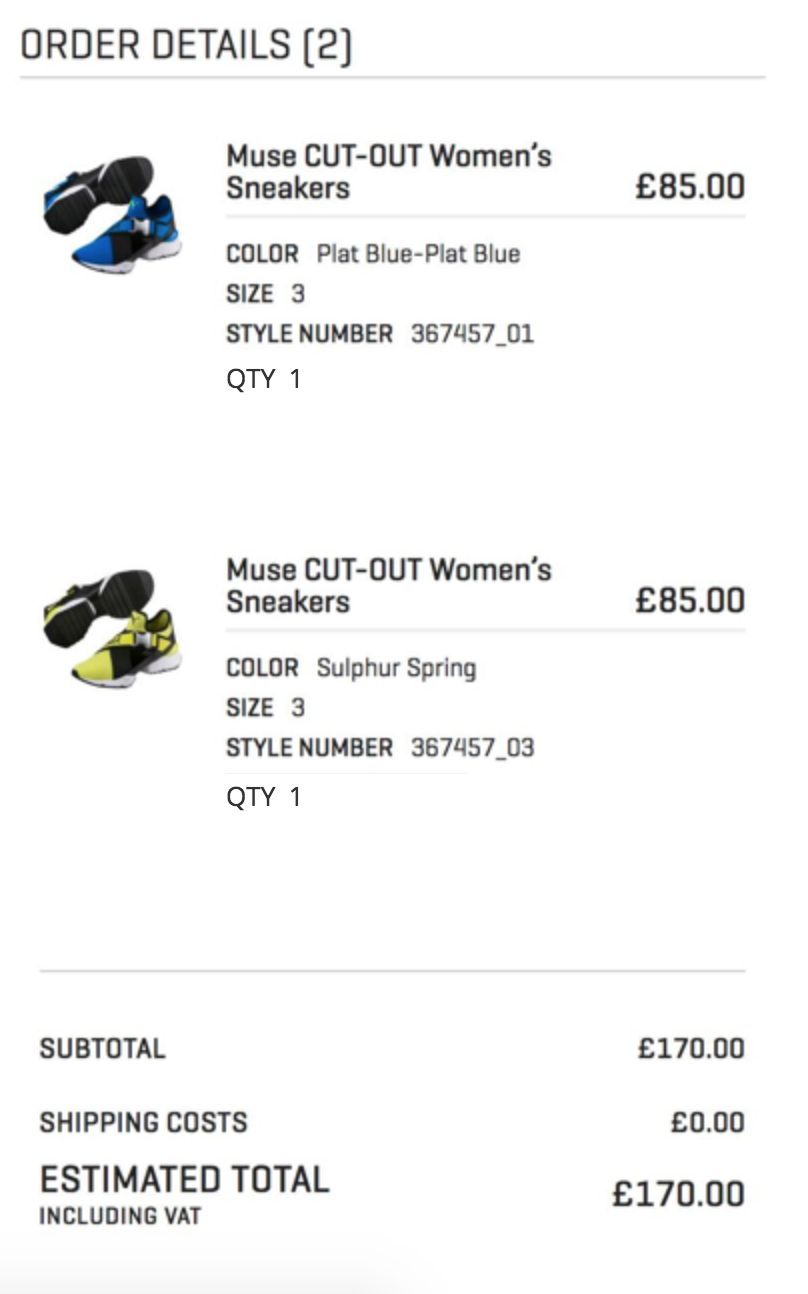 ORDER DETAILS (2)
Muse CUT-OUT Women's
Sneakers
£85.00
COLOR Plat Blue-Plat Blue
SIZE 3
STYLE NUMBER 367457_01
QTY 1
Muse CUT-OUT Women's
Sneakers
£85.00
COLOR Sulphur Spring
SIZE 3
STYLE NUMBER 367457_03
QTY 1
SUBTOTAL £170.00
SHIPPING COSTS £0.00
ESTIMATED TOTAL £170.00
INCLUDING VAT